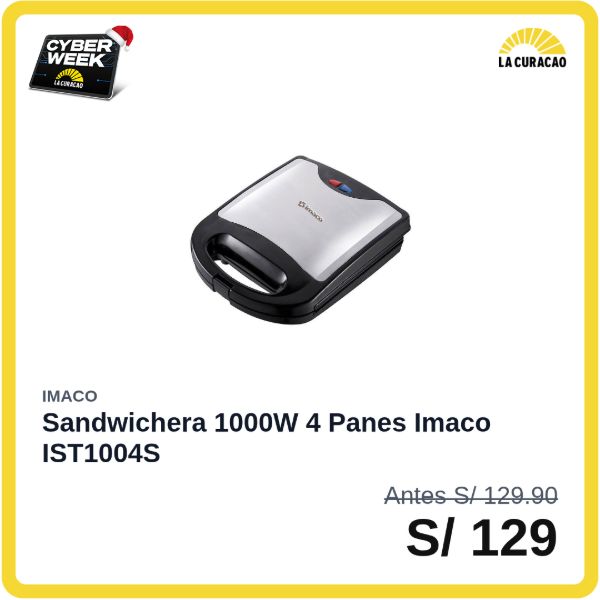 CYBER
WEEK
LA CURACAO
LA CURACAO
imaco
IMACO
Sandwichera 1000W 4 Panes Imaco
IST1004S
Antes S/ 129.90
S/ 129